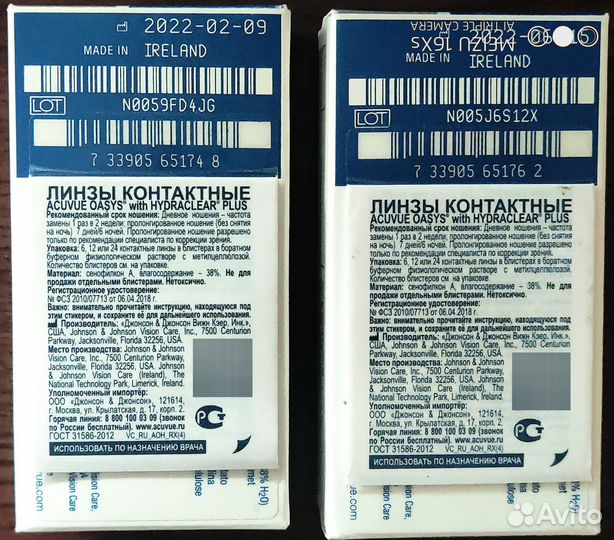 2022-02-09
MADE IN IRELAND
LOT N0059FD4JG
7 33905 65174 8
ЛИНЗЫ КОНТАКТНЫЕ
ACUVUE OASYS® with HYDRACLEAR® PLUS
Рекомендованный срок ношения: Дневное ношения – частота
замены 1 раз в 2 недели; пролонгированное ношение (без снятия
на ночь) 7 дней/6 ночей. Пролонгированное ношение разрешено
только по рекомендации специалиста по коррекции зрения.
Упаковка: 6, 12 или 24 контактные линзы в блистерах в боратном
буферном физиологическом растворе с метилцеллюлозой.
Количество блистеров см. на упаковке
Материал: сенофилкон А, влагосодержание – 38%. Не для
продажи отдельными блистерами. Нетоксично.
Регистрационное удостоверение:
№ ФСЗ 2010/07713 от 06.04.2018 г.
Важно: внимательно прочитайте инструкцию, находящуюся под
этим стикером, и сохраните её для дальнейшего использования.
Производитель: «Джонсон & Джонсон Вижн Кэер, Инк.»,
США, Johnson & Johnson Vision Care, Inc., 7500 Centurion
Parkway, Jacksonville, Florida 32256, USA.
Место производства: Johnson & Johnson
Vision Care, Inc., 7500 Centurion Parkway,
Jacksonville, Florida 32256, USA; Johnson
& Johnson Vision Care (Ireland), The
National Technology Park, Limerick, Ireland.
Уполномоченный импортер:
ООО «Джонсон & Джонсон», 121614,
г. Москва, ул. Крылатская, д. 17, корп. 2.
Горячая линия: 8 800 100 03 09 (звонок
по России бесплатный). www.acuvue.com
ГОСТ 31586-2012 VC_RU_AOH_RX(4)
ИСПОЛЬЗОВАТЬ ПО НАЗНАЧЕНИЮ ВРАЧА
AI TRIPLE CAMERA
MEIZU 16Xs
MADE IN IRELAND
LOT N005J6S12X
7 33905 65176 2
ЛИНЗЫ КОНТАКТНЫЕ
ACUVUE OASYS® with HYDRACLEAR® PLUS
Рекомендованный срок ношения: Дневное ношения – частота
замены 1 раз в 2 недели; пролонгированное ношение (без снятия
на ночь) 7 дней/6 ночей. Пролонгированное ношение разрешено
только по рекомендации специалиста по коррекции зрения.
Упаковка: 6, 12 или 24 контактные линзы в блистерах в боратном
буферном физиологическом растворе с метилцеллюлозой.
Количество блистеров см. на упаковке
Материал: сенофилкон А, влагосодержание – 38%. Не для
продажи отдельными блистерами. Нетоксично.
Регистрационное удостоверение:
№ ФСЗ 2010/07713 от 06.04.2018 г.
Важно: внимательно прочитайте инструкцию, находящуюся под
этим стикером, и сохраните её для дальнейшего использования.
Производитель: «Джонсон & Джонсон Вижн Кэер, Инк.»,
США, Johnson & Johnson Vision Care, Inc., 7500 Centurion
Parkway, Jacksonville, Florida 32256, USA.
Место производства: Johnson & Johnson
Vision Care, Inc., 7500 Centurion Parkway,
Jacksonville, Florida 32256, USA; Johnson
& Johnson Vision Care (Ireland), The
National Technology Park, Limerick, Ireland.
Уполномоченный импортер:
ООО «Джонсон & Джонсон», 121614,
г. Москва, ул. Крылатская, д. 17, корп. 2.
Горячая линия: 8 800 100 03 09 (звонок
по России бесплатный). www.acuvue.com
ГОСТ 31586-2012 VC_RU_AOH_RX(4)
ИСПОЛЬЗОВАТЬ ПО НАЗНАЧЕНИЮ ВРАЧА
Avito